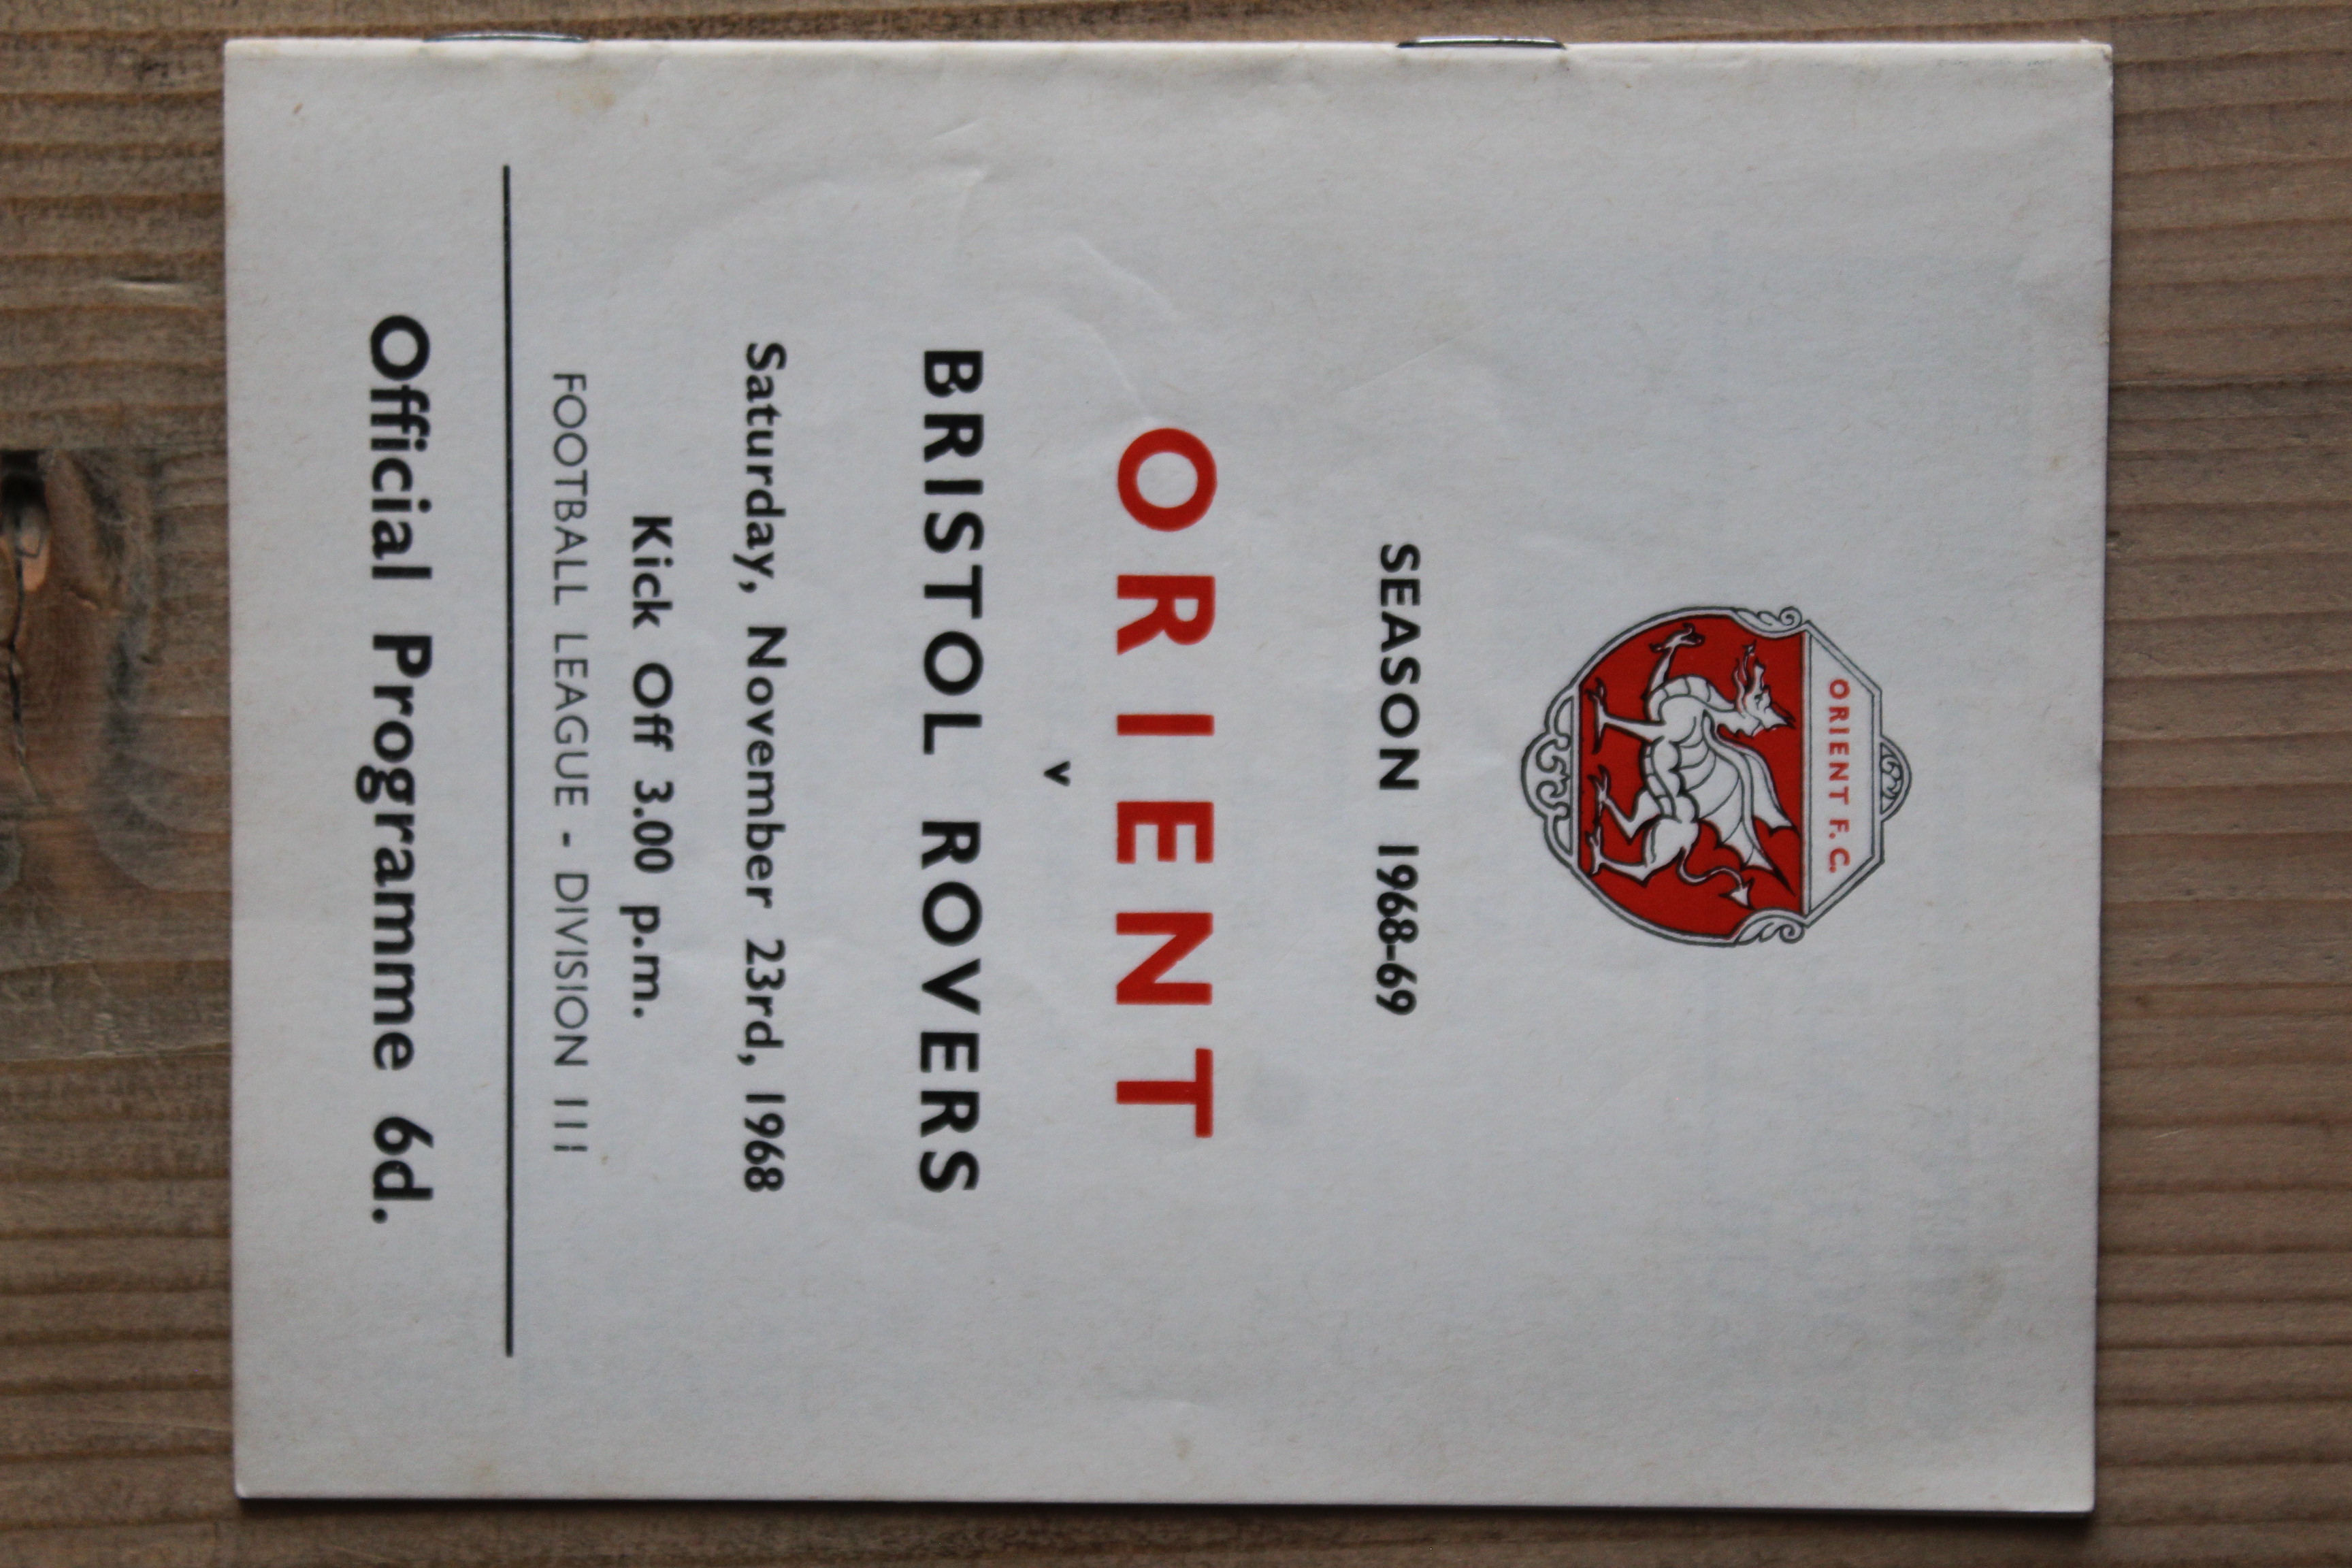 ORIENT F.C.
SEASON 1968-69
ORIENT
v
BRISTOL ROVERS
Saturday, November 23rd, 1968
Kick Off 3.00 p.m.
FOOTBALL LEAGUE - DIVISION III
Official Programme 6d.